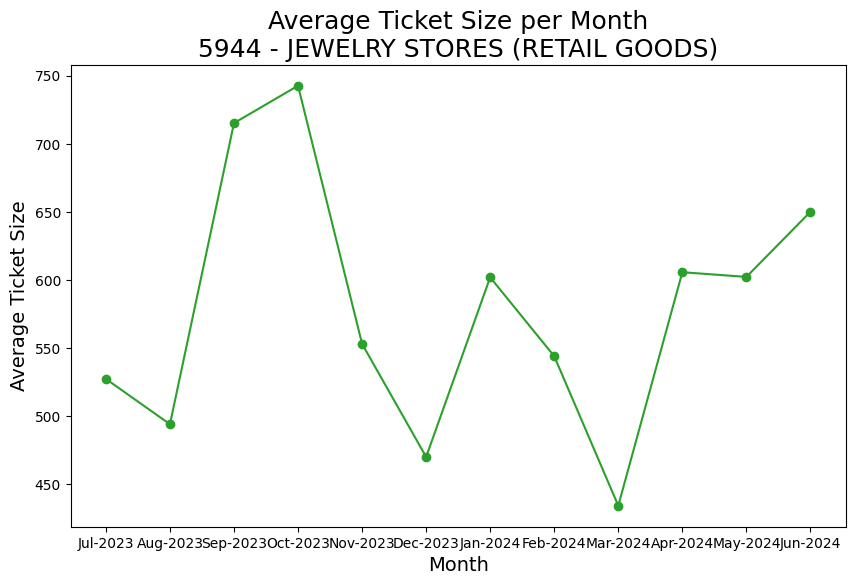 Average Ticket Size per Month
5944 - JEWELRY STORES (RETAIL GOODS)
Average Ticket Size
750
700
650
600
550
500
450
Jul-2023 Aug-2023 Sep-2023 Oct-2023 Nov-2023 Dec-2023 Jan-2024 Feb-2024 Mar-2024 Apr-2024 May-2024 Jun-2024
Month